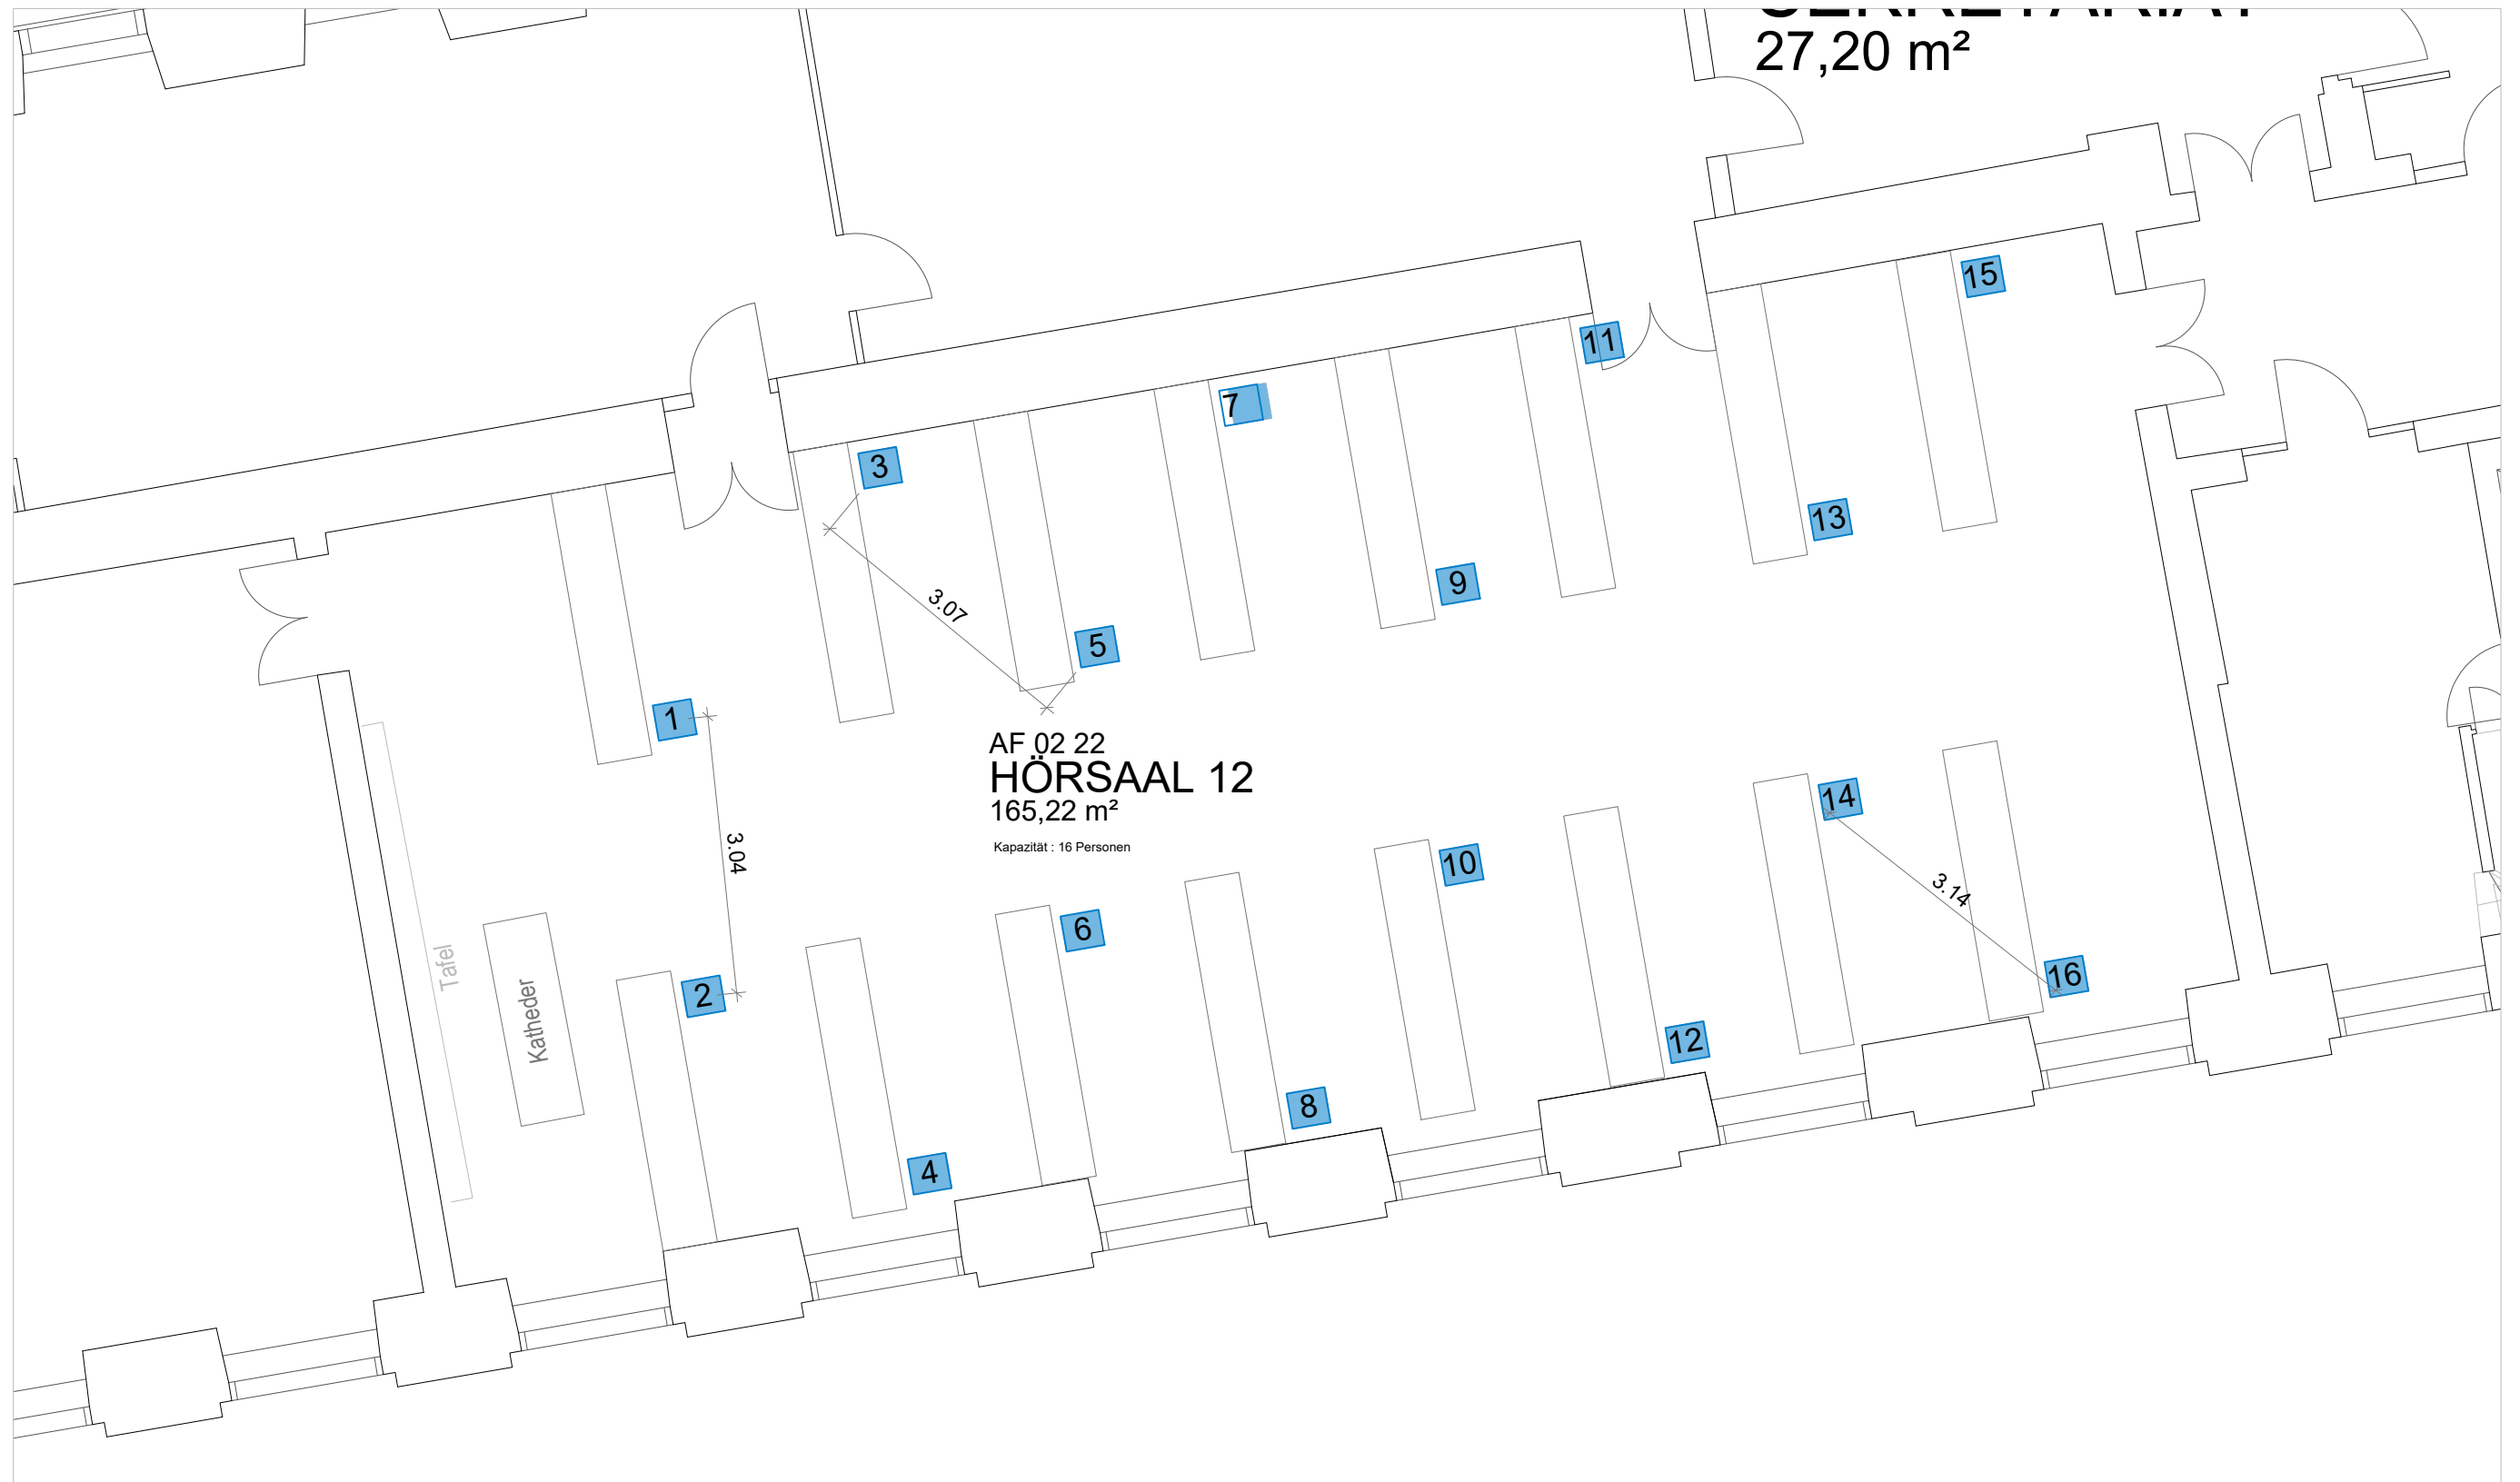 SEKRETARIAT
27,20 m²
15
11
7
3
13
9
3.07
5
1
AF 02 22
HÖRSAAL 12
165,22 m²
Kapazität : 16 Personen
3.04
14
10
3.14
6
Tafel
16
2
Katheder
12
8
4